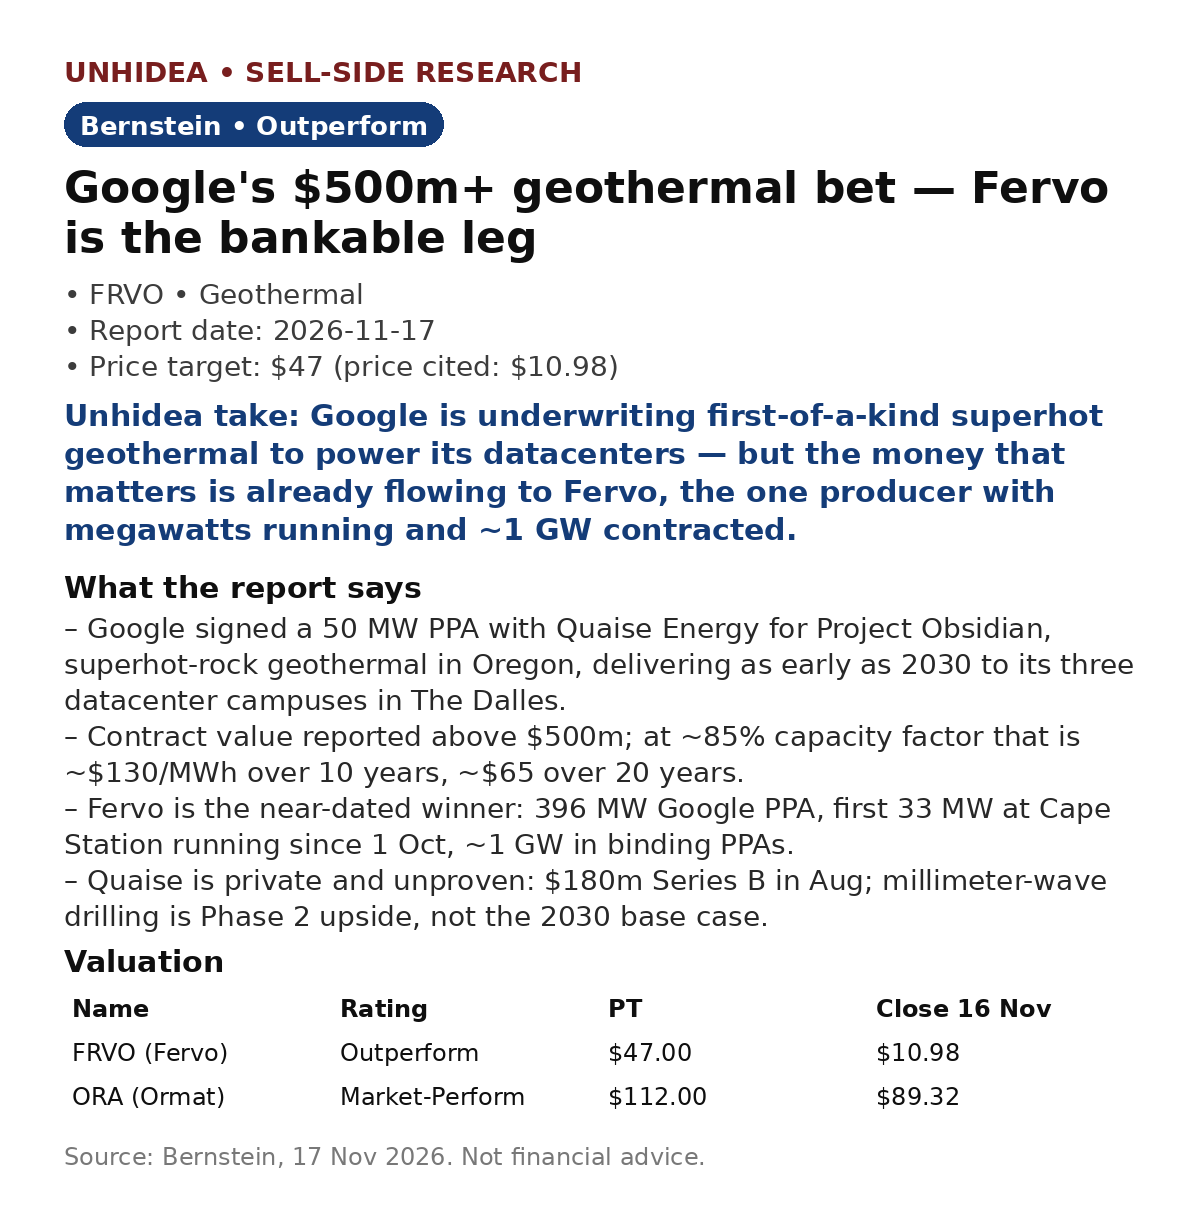 UNHIDEA • SELL-SIDE RESEARCH
Bernstein • Outperform
Google's $500m+ geothermal bet — Fervo
is the bankable leg
• FRVO • Geothermal
• Report date: 2026-11-17
• Price target: $47 (price cited: $10.98)
Unhidea take: Google is underwriting first-of-a-kind superhot
geothermal to power its datacenters — but the money that
matters is already flowing to Fervo, the one producer with
megawatts running and ~1 GW contracted.
What the report says
– Google signed a 50 MW PPA with Quaise Energy for Project Obsidian,
superhot-rock geothermal in Oregon, delivering as early as 2030 to its three
datacenter campuses in The Dalles.
– Contract value reported above $500m; at ~85% capacity factor that is
~$130/MWh over 10 years, ~$65 over 20 years.
– Fervo is the near-dated winner: 396 MW Google PPA, first 33 MW at Cape
Station running since 1 Oct, ~1 GW in binding PPAs.
– Quaise is private and unproven: $180m Series B in Aug; millimeter-wave
drilling is Phase 2 upside, not the 2030 base case.
Valuation
Name Rating PT Close 16 Nov
FRVO (Fervo) Outperform $47.00 $10.98
ORA (Ormat) Market-Perform $112.00 $89.32
Source: Bernstein, 17 Nov 2026. Not financial advice.